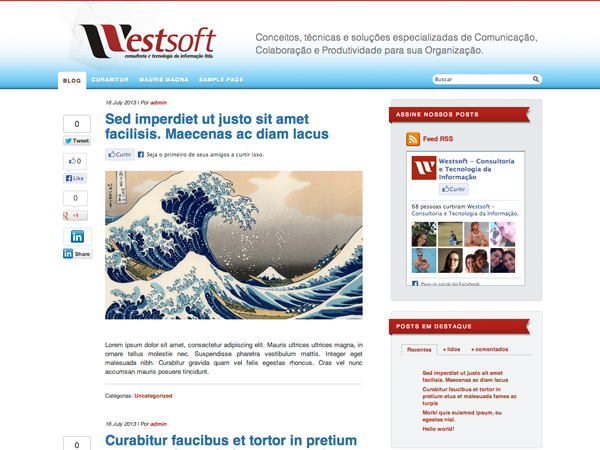 Westsoft
consultoria e tecnologia da informação ltda.
Conceitos, técnicas e soluções especializadas de Comunicação,
Colaboração e Produtividade para sua Organização.
BLOG CURABITUR MAURIS MAGNA SAMPLE PAGE
Buscar
0
Tweet
0
Like
0
+1
in
in Share
16 July 2013 / Por admin
Sed imperdiet ut justo sit amet
facilisis. Maecenas ac diam lacus
Curtir Seja o primeiro de seus amigos a curtir isso.
Lorem ipsum dolor sit amet, consectetur adipiscing elit. Mauris ultrices ultrices magna, in
ornare tellus molestie nec. Suspendisse pharetra vestibulum mattis. Integer eget
malesuada nibh. Curabitur gravida quam vel felis egestas rhoncus. Cras vel nunc
accumsan mauris posuere tincidunt.
Categorias: Uncategorized
0
16 July 2013 / Por admin
Curabitur faucibus et tortor in pretium
ASSINE NOSSOS POSTS
Feed RSS
Westsoft - Consultoria
e Tecnologia da
Informação
Curtir
68 pessoas curtiram Westsoft -
Consultoria e Tecnologia da Informação.
Plug-in social do Facebook
POSTS EM DESTAQUE
Recentes + lidos + comentados
Sed imperdiet ut justo sit amet
facilisis. Maecenas ac diam lacus
Curabitur faucibus et tortor in
pretium etus et malesuada fames ac
turpis
Morbi quis euismod ipsum, eu
egestas nisl.
Hello world!